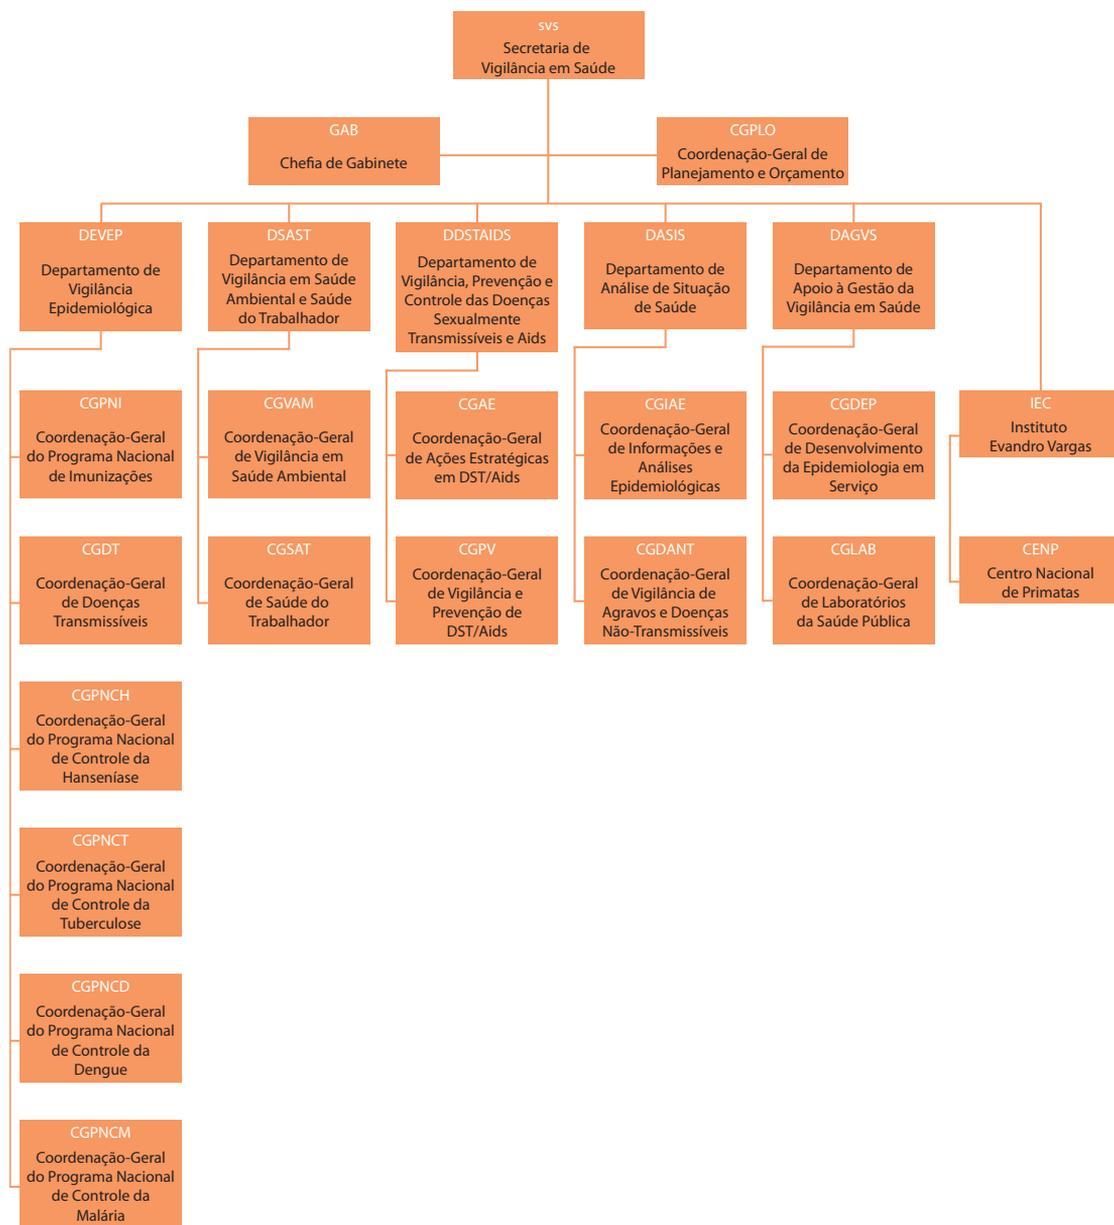 svs
Secretaria de
Vigilância em Saúde
GAB
Chefia de Gabinete
CGPLO
Coordenação-Geral de
Planejamento e Orçamento
DEVEP
Departamento de
Vigilância
Epidemiológica
DSAST
Departamento de
Vigilância em Saúde
Ambiental e Saúde
do Trabalhador
DDSTAIDS
Departamento de
Vigilância, Prevenção e
Controle das Doenças
Sexualmente
Transmissíveis e Aids
DASIS
Departamento de
Análise de Situação
de Saúde
DAGVS
Departamento de
Apoio à Gestão da
Vigilância em Saúde
CGPNI
Coordenação-Geral
do Programa Nacional
de Imunizações
CGVAM
Coordenação-Geral
de Vigilância em
Saúde Ambiental
CGAE
Coordenação-Geral
de Ações Estratégicas
em DST/Aids
CGIAE
Coordenação-Geral
de Informações e
Análises
Epidemiológicas
CGDEP
Coordenação-Geral
de Desenvolvimento
da Epidemiologia em
Serviço
IEC
Instituto
Evandro Vargas
CGDT
Coordenação-Geral
de Doenças
Transmissíveis
CGSAT
Coordenação-Geral
de Saúde do
Trabalhador
CGPV
Coordenação-Geral
de Vigilância e
Prevenção de
DST/Aids
CGDANT
Coordenação-Geral
de Vigilância de
Agravos e Doenças
Não-Transmissíveis
CGLAB
Coordenação-Geral
de Laboratórios
da Saúde Pública
CENP
Centro Nacional
de Primatas
CGPNCH
Coordenação-Geral
do Programa Nacional
de Controle da
Hanseníase
CGPNCT
Coordenação-Geral
do Programa Nacional
de Controle da
Tuberculose
CGPNCD
Coordenação-Geral
do Programa Nacional
de Controle da
Dengue
CGPNCM
Coordenação-Geral
do Programa Nacional
de Controle da
Malária